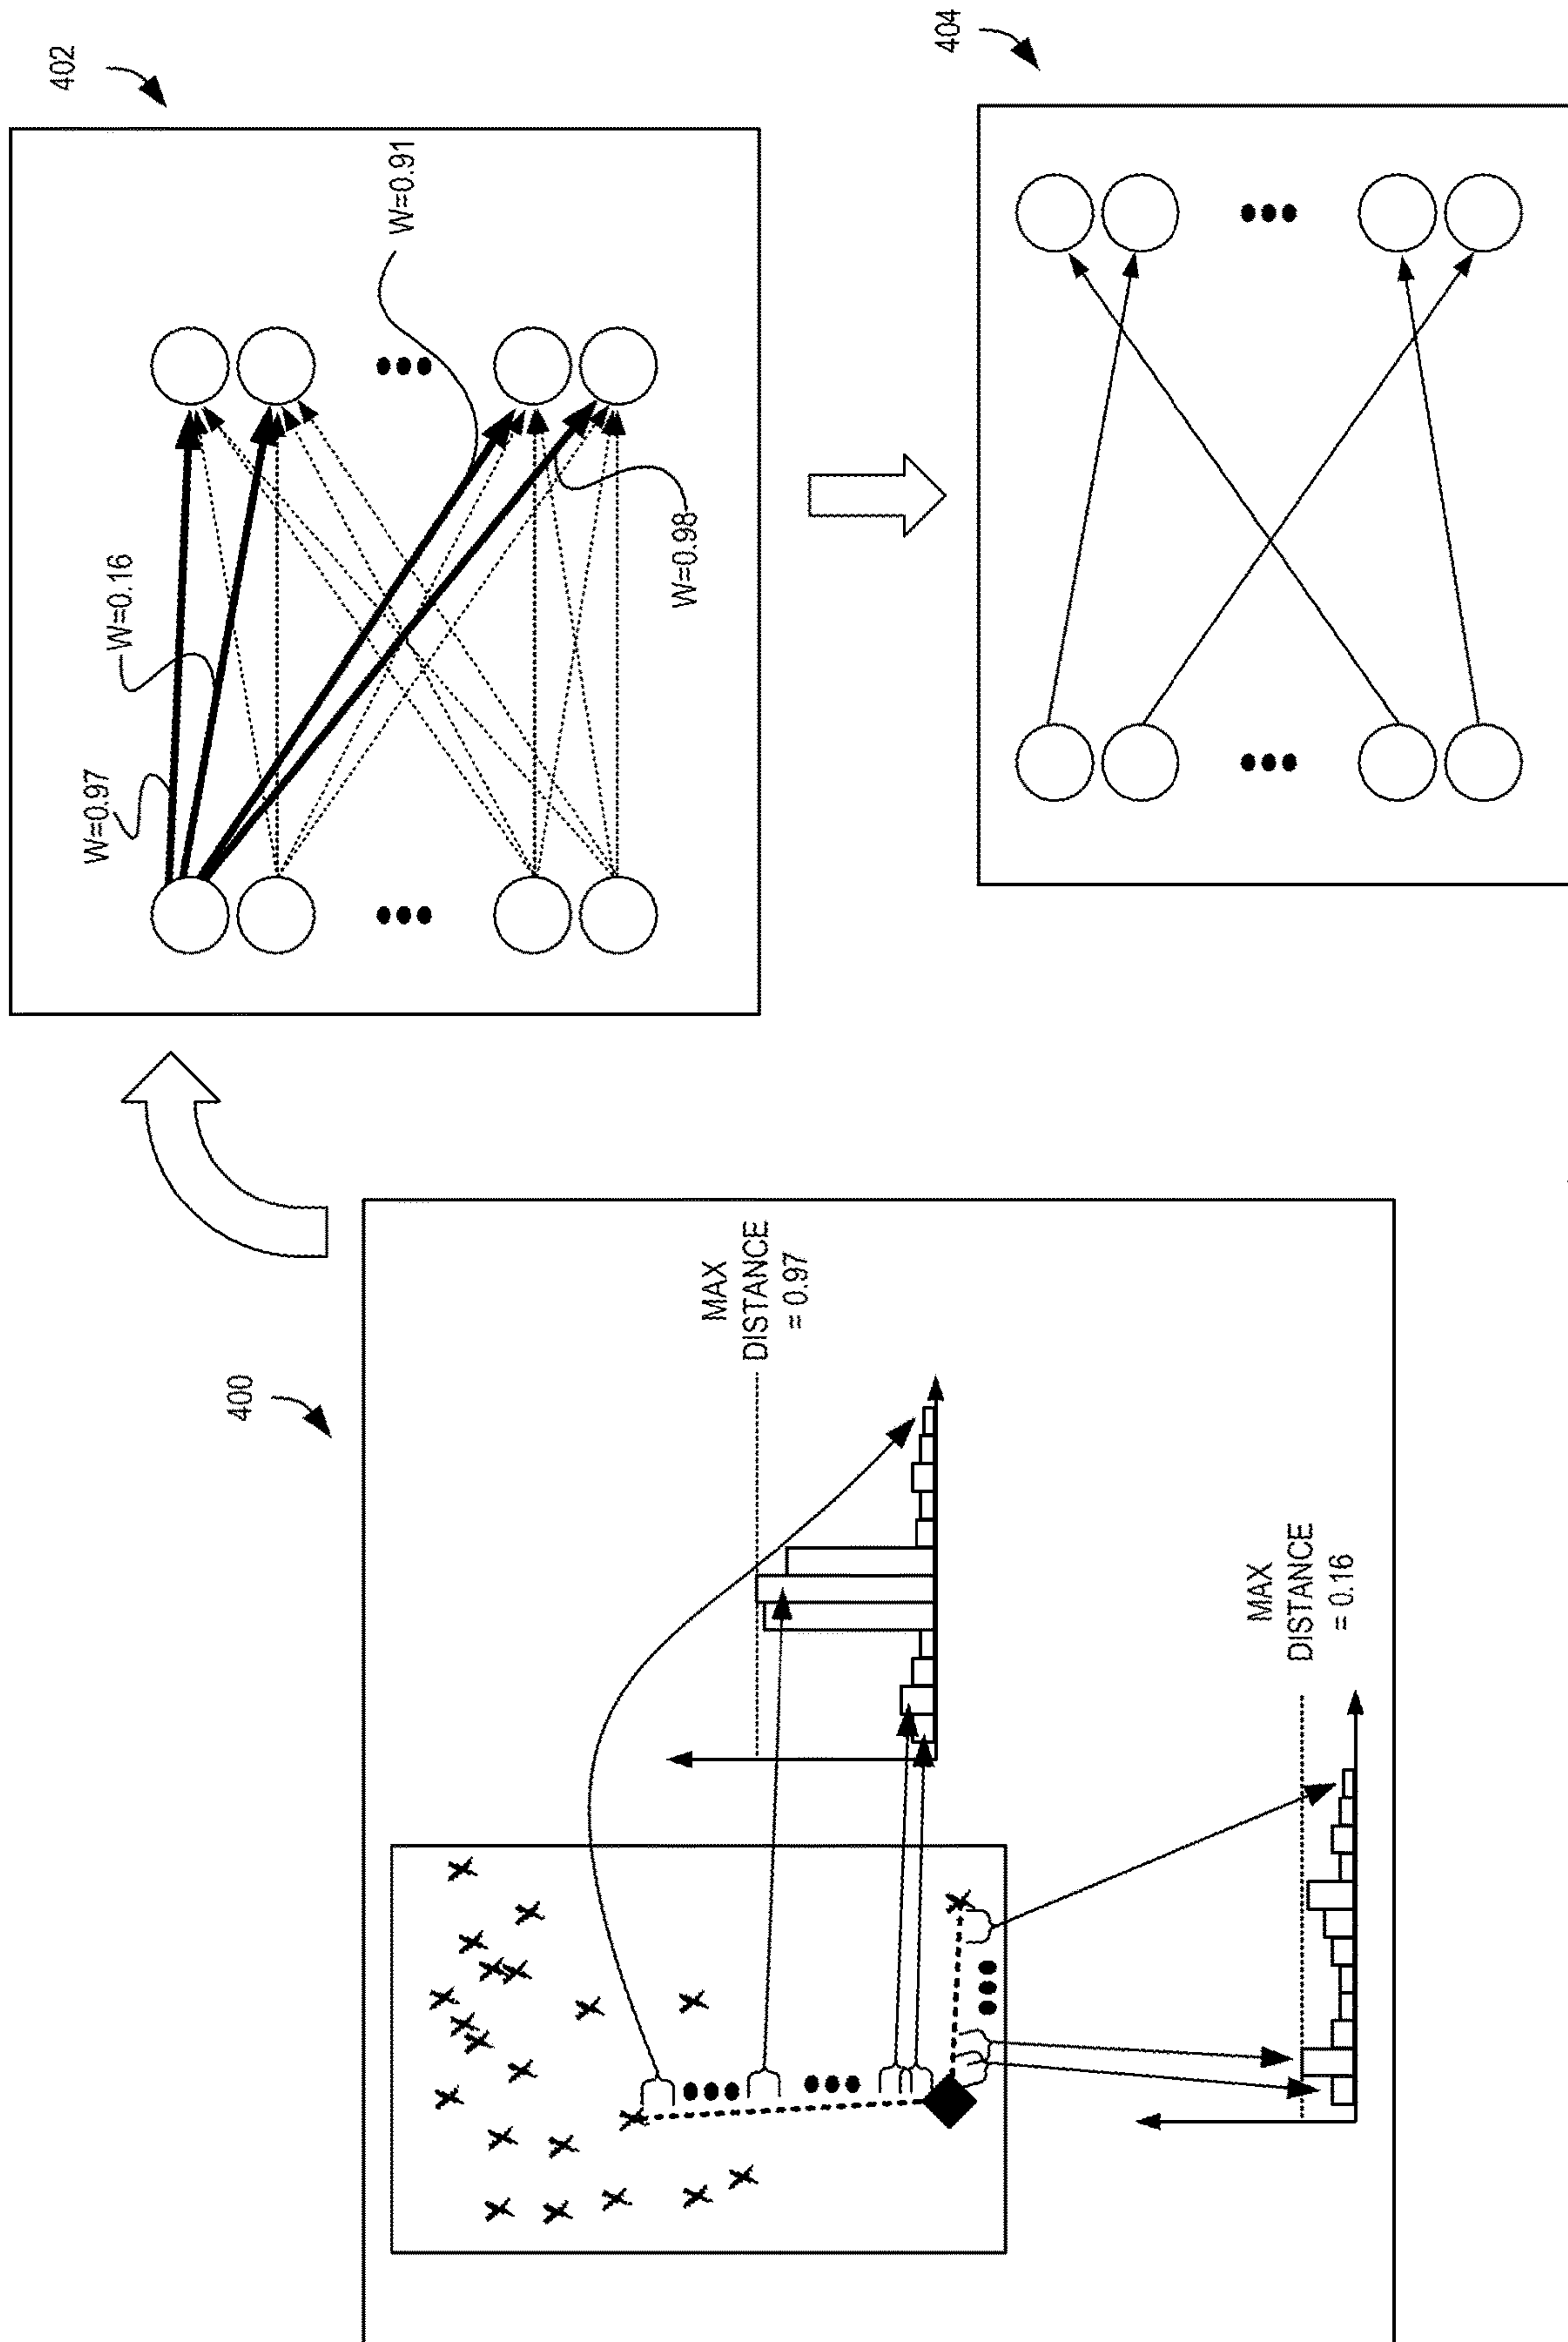 400
MAX
DISTANCE
= 0.97
MAX
DISTANCE
= 0.16
402
W=0.97
W=0.16
W=0.91
W=0.98
404